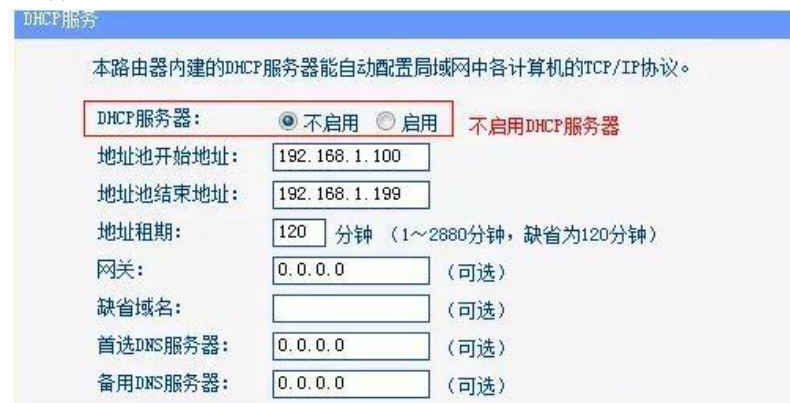 DHCP服务
本路由器内建的DHCP服务器能自动配置局域网中各计算机的TCP/IP协议。
DHCP服务器： 不启用 启用 不启用DHCP服务器
地址池开始地址： 192.168.1.100
地址池结束地址： 192.168.1.199
地址租期： 120 分钟 （1～2880分钟，缺省为120分钟）
网关： 0.0.0.0 （可选）
缺省域名： （可选）
首选DNS服务器： 0.0.0.0 （可选）
备用DNS服务器： 0.0.0.0 （可选）